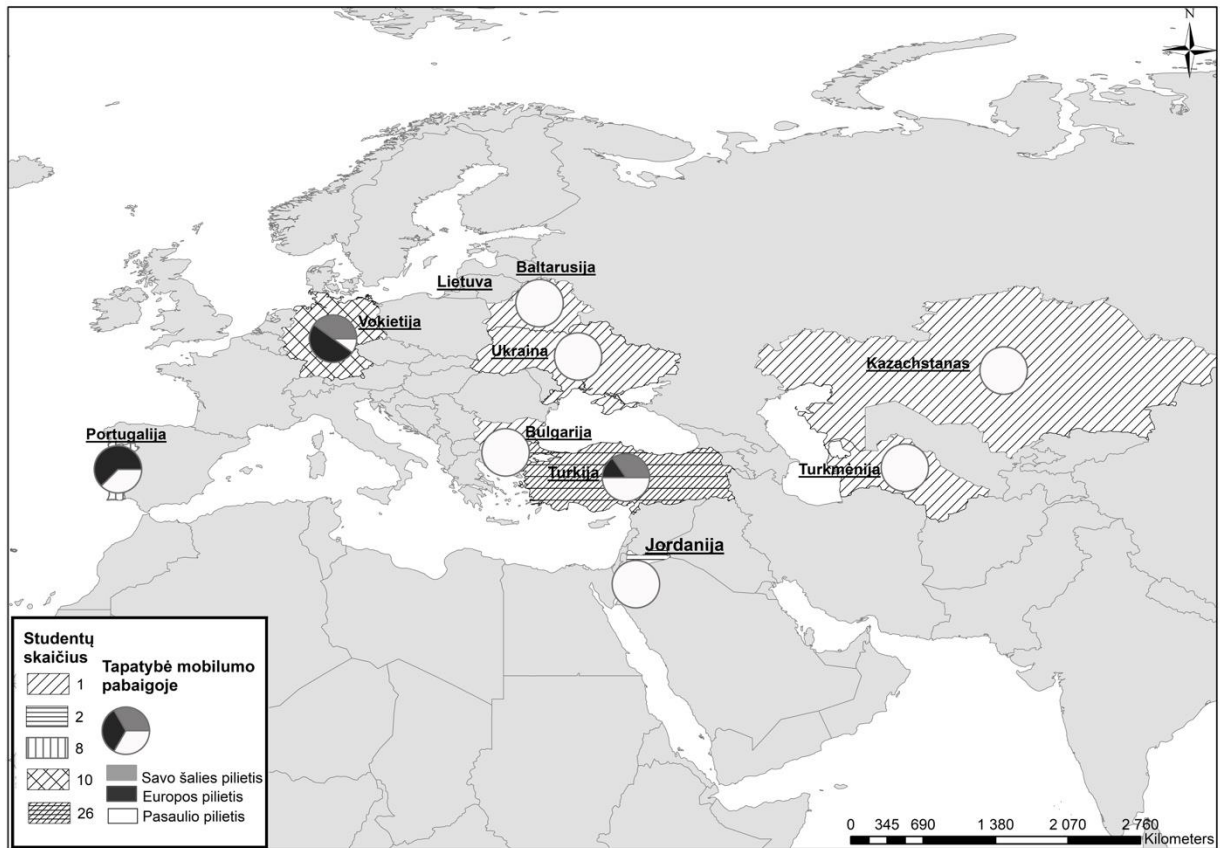 N
Baltarusija
Lietuva
Vokietija
Ukraina
Kazachstanas
Portugalija
Bulgarija
Turkija
Turkmėnija
Jordanija
Studentų
skaičius
1
2
8
10
26
Tapatybė mobilumo
pabaigoje
Savo šalies pilietis
Europos pilietis
Pasaulio pilietis
0 345 690 1 380 2 070 2 760
Kilometers